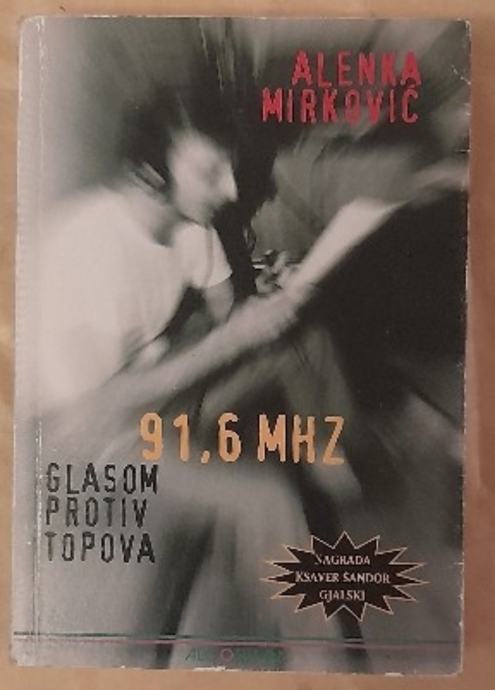 ALENKA
MIRKOVIĆ
91,6 MHZ
GLASOM
PROTIV
TOPOVA
NAGRADA
KSAVER ŠANDOR
GJALSKI